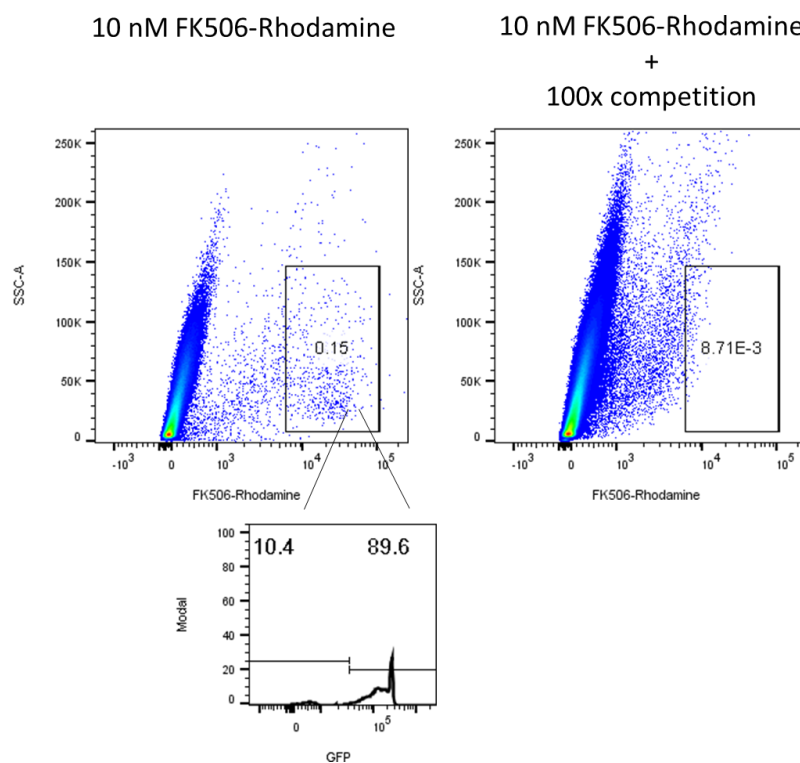 10 nM FK506-Rhodamine
10 nM FK506-Rhodamine
+
100x competition
250K
200K
150K
100K
50K
0
SSC-A
0.15
-10³ 0 10³ 10⁴ 10⁵
FK506-Rhodamine
250K
200K
150K
100K
50K
0
SSC-A
8.71E-3
-10³ 0 10³ 10⁴ 10⁵
FK506-Rhodamine
100
80
60
40
20
0
Modal
10.4 89.6
0 10⁵
GFP